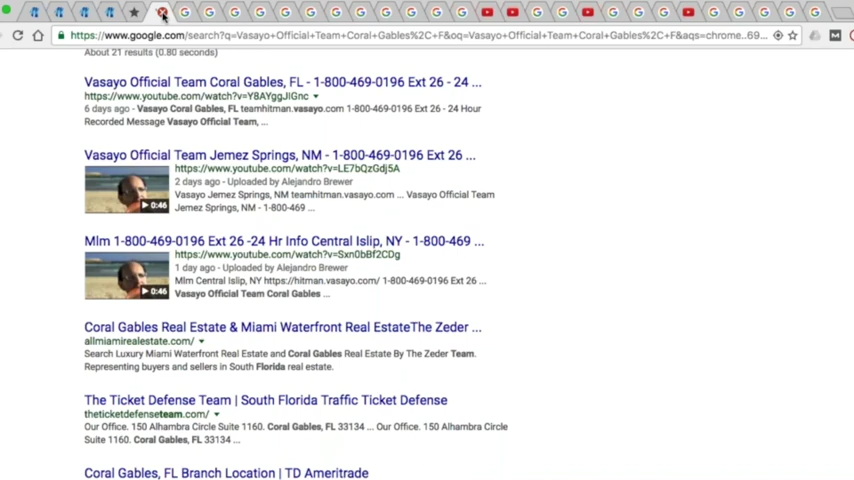 https://www.google.com/search?q=Vasayo+Official+Team+Coral+Gables%2C+F&oq=Vasayo+Official+Team+Coral+Gables%2C+F&aqs=chrome..69...
About 21 results (0.80 seconds)
Vasayo Official Team Coral Gables, FL - 1-800-469-0196 Ext 26 - 24 ...
https://www.youtube.com/watch?v=Y8AYggJiGnc
6 days ago - Vasayo Coral Gables, FL teamhitman.vasayo.com 1-800-469-0196 Ext 26 - 24 Hour
Recorded Message Vasayo Official Team, ...
Vasayo Official Team Jemez Springs, NM - 1-800-469-0196 Ext 26 ...
https://www.youtube.com/watch?v=LE7bQzGdj5A
2 days ago - Uploaded by Alejandro Brewer
Vasayo Jemez Springs, NM teamhitman.vasayo.com ... Vasayo Official Team
Jemez Springs, NM - 1-800-469 ...
0:46
Mlm 1-800-469-0196 Ext 26 -24 Hr Info Central Islip, NY - 1-800-469 ...
https://www.youtube.com/watch?v=Sxn0bBf2CDg
1 day ago - Uploaded by Alejandro Brewer
Mlm Central Islip, NY https://hitman.vasayo.com/ 1-800-469-0196 Ext 26 ...
Vasayo Official Team Coral Gables ...
0:46
Coral Gables Real Estate & Miami Waterfront Real EstateThe Zeder ...
allmiamirealestate.com/
Search Luxury Miami Waterfront Real Estate and Coral Gables Real Estate By The Zeder Team.
Representing buyers and sellers in South Florida real estate.
The Ticket Defense Team | South Florida Traffic Ticket Defense
theticketdefenseteam.com/
Our Office. 150 Alhambra Circle Suite 1160. Coral Gables, FL 33134 ... Our Office. 150 Alhambra Circle
Suite 1160. Coral Gables, FL 33134 ...
Coral Gables, FL Branch Location | TD Ameritrade